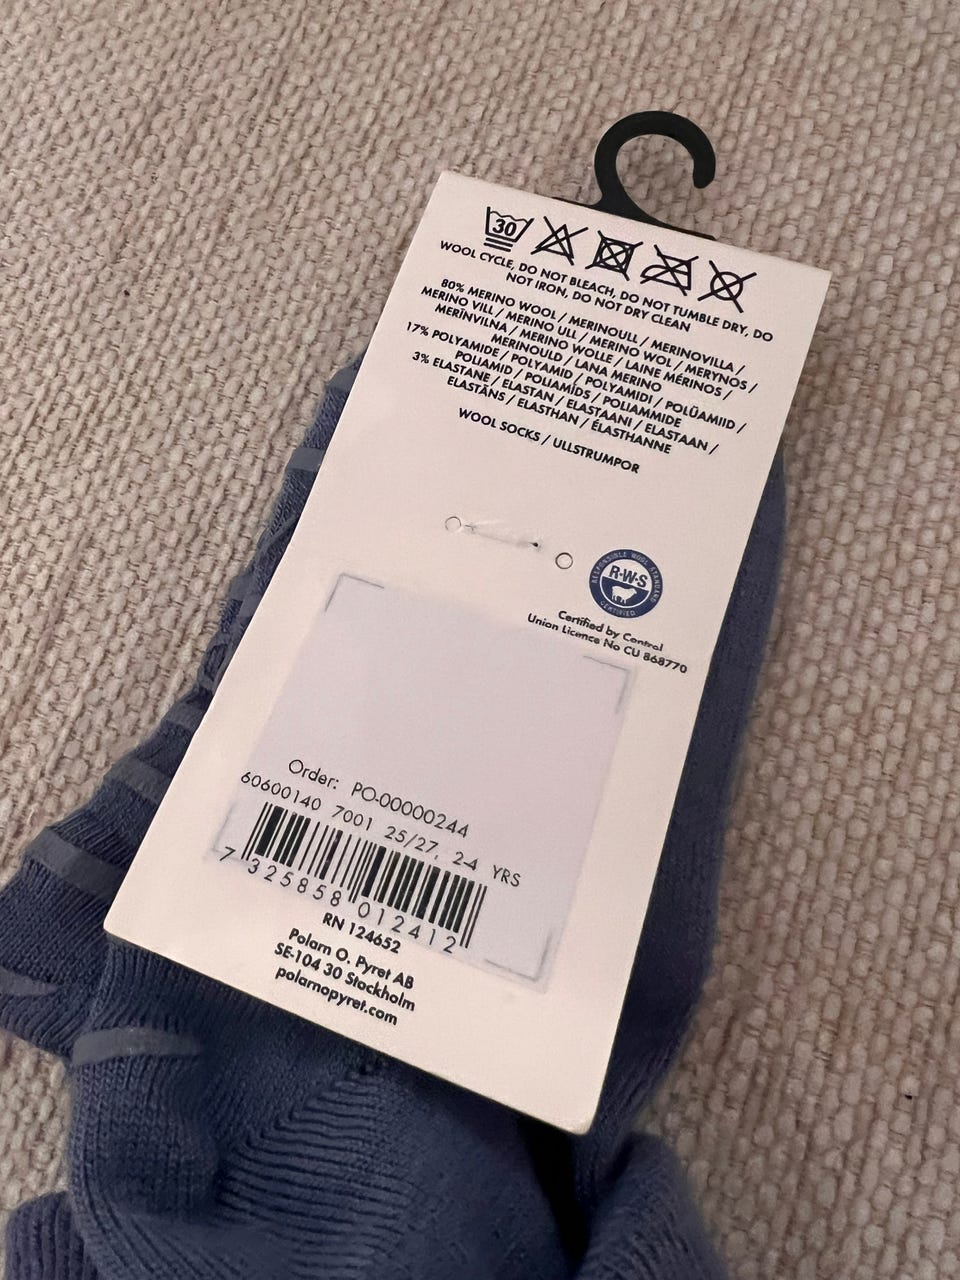 30
WOOL CYCLE, DO NOT BLEACH, DO NOT TUMBLE DRY, DO
NOT IRON, DO NOT DRY CLEAN
80% MERINO WOOL / MERINOULL / MERINOVILLA /
MERINO VILL / MERINO ULL / MERINO WOL / MERYNOS /
MERĪNVILNA / MERINO WOLLE / LAINE MÉRINOS /
MERINOULD / LANA MERINO
17% POLYAMIDE / POLYAMID / POLYAMIDI / POLÜAMIID /
POLIAMID / POLIAMĪDS / POLIAMMIDE
3% ELASTANE / ELASTAN / ELASTAANI / ELASTAAN /
ELASTĀNS / ELASTHAN / ÉLASTHANNE
WOOL SOCKS / ULLSTRUMPOR
RESPONSIBLE WOOL STANDARD
R·W·S
CERTIFIED
Certified by Control
Union Licence No CU 868770
Order: PO-00000244
60600140 7001 25/27, 2-4 YRS
7 325858 012412
RN 124652
Polarn O. Pyret AB
SE-104 30 Stockholm
polarnopyret.com